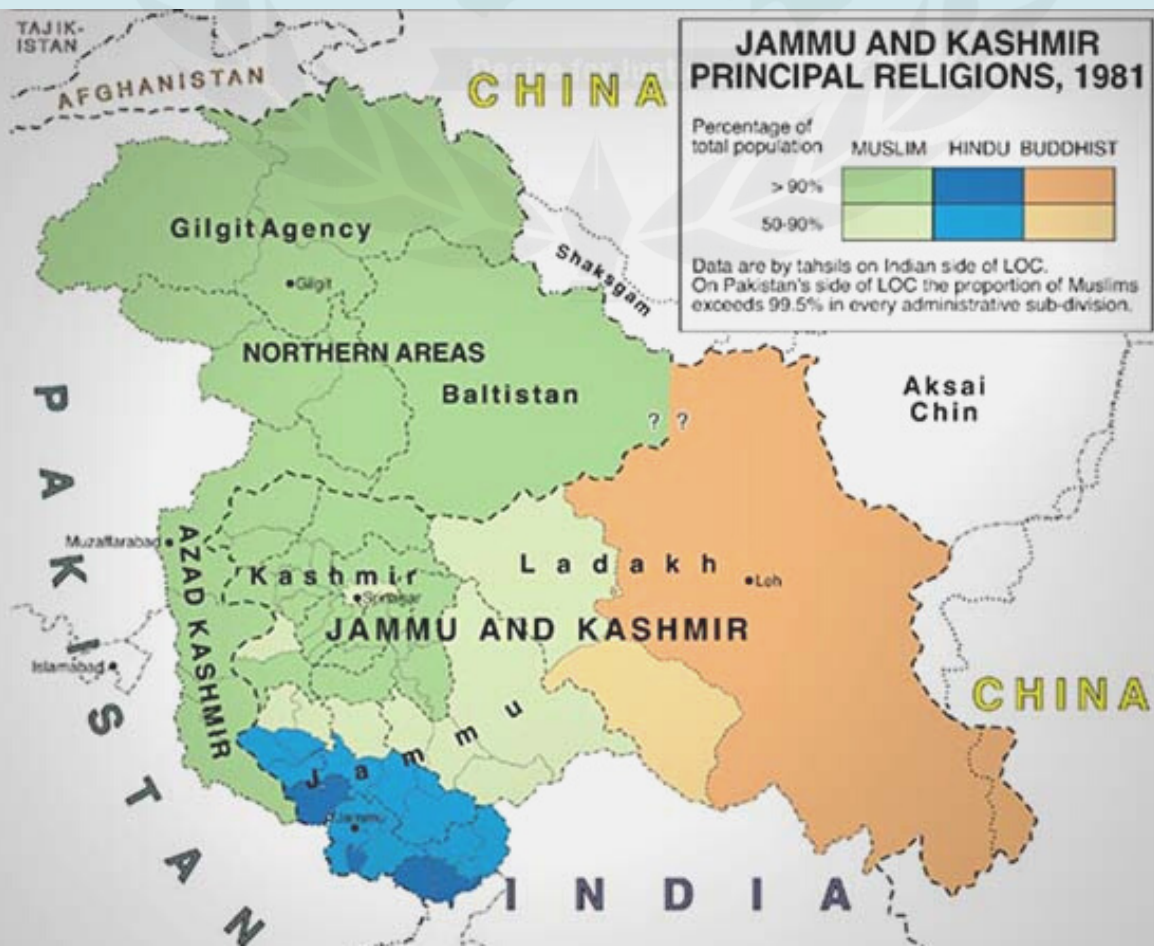 TAJIK-
ISTAN
AFGHANISTAN
CHINA
JAMMU AND KASHMIR
PRINCIPAL RELIGIONS, 1981
Percentage of
total population
MUSLIM HINDU BUDDHIST
> 90%
50-90%
Data are by tahsils on Indian side of LOC.
On Pakistan's side of LOC the proportion of Muslims
exceeds 99.5% in every administrative sub-division.
Gilgit Agency
Gilgit
Shaksgam
NORTHERN AREAS
Baltistan
Aksai
Chin
? ?
PAKISTAN
Muzaffarabad
AZAD KASHMIR
Kashmir
Srinagar
Ladakh
Leh
JAMMU AND KASHMIR
Islamabad
CHINA
Jammu
Jammu
INDIA